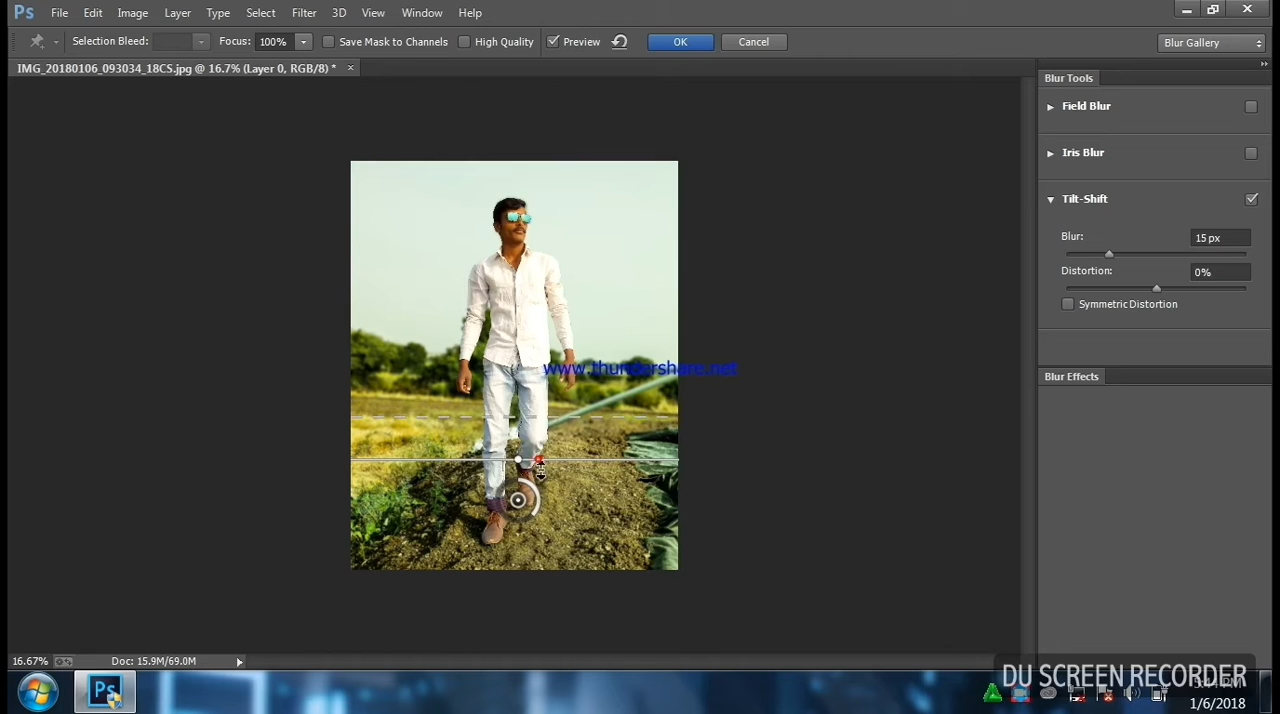 Ps File Edit Image Layer Type Select Filter 3D View Window Help
Selection Bleed: Focus: 100% Save Mask to Channels High Quality Preview OK Cancel Blur Gallery
IMG_20180106_093034_18CS.jpg @ 16.7% (Layer 0, RGB/8) *
Blur Tools
Field Blur
Iris Blur
Tilt-Shift
Blur: 15 px
Distortion: 0%
Symmetric Distortion
www.thundershare.net
Blur Effects
16.67% Doc: 15.9M/69.0M
DU SCREEN RECORDER
Ps
1/6/2018